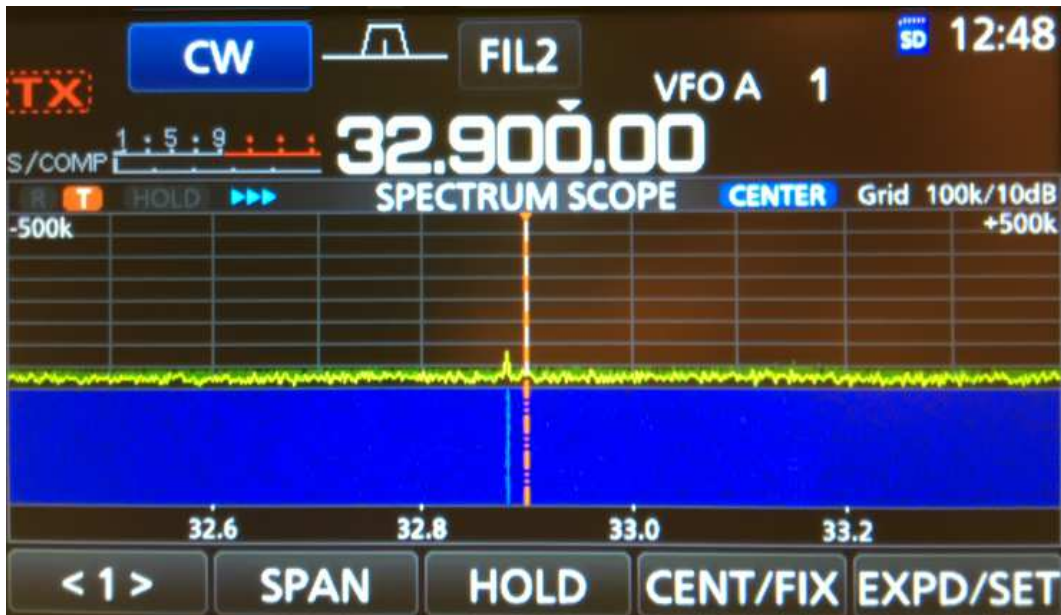 CW FIL2 SD 12:48
TX VFO A 1
32.900.00
1 5 9
S/COMP
R T HOLD SPECTRUM SCOPE CENTER Grid 100k/10dB
-500k +500k
32.6 32.8 33.0 33.2
<1> SPAN HOLD CENT/FIX EXPD/SET